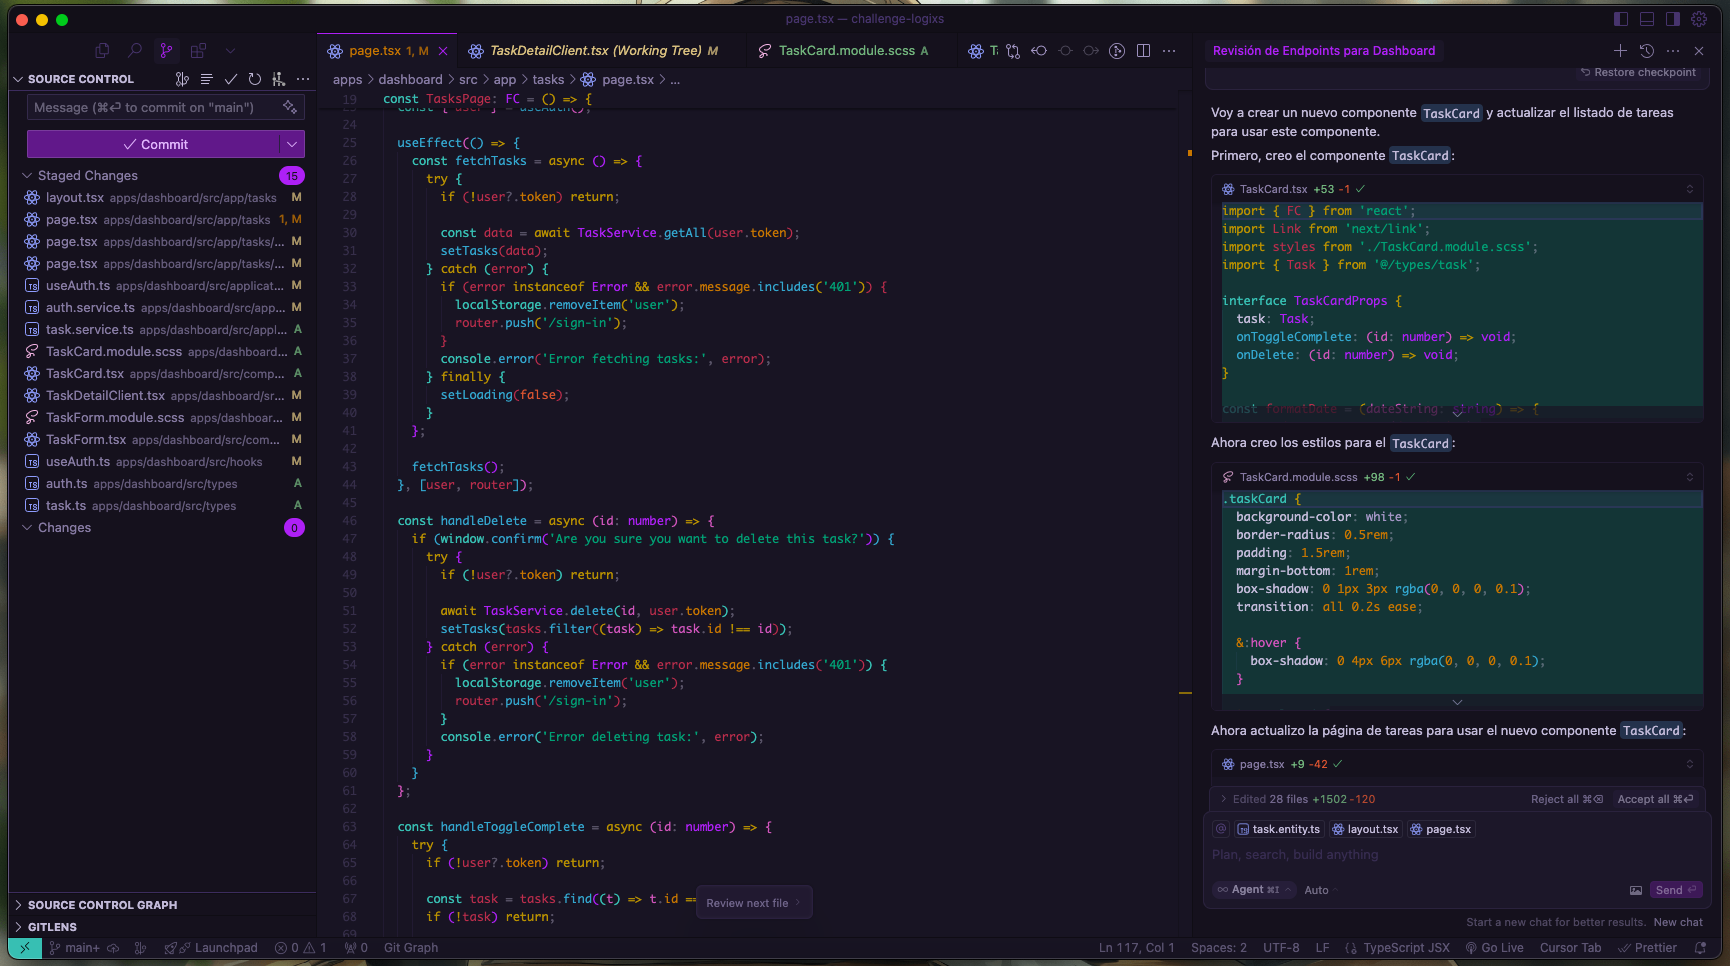 page.tsx — challenge-logixs
SOURCE CONTROL
Message (⌘⏎ to commit on "main")
Commit
Staged Changes 15
layout.tsx apps/dashboard/src/app/tasks M
page.tsx apps/dashboard/src/app/tasks 1, M
page.tsx apps/dashboard/src/app/tasks/... M
page.tsx apps/dashboard/src/app/tasks/... M
useAuth.ts apps/dashboard/src/applicat... M
auth.service.ts apps/dashboard/src/app... M
task.service.ts apps/dashboard/src/appl... A
TaskCard.module.scss apps/dashboard... A
TaskCard.tsx apps/dashboard/src/comp... A
TaskDetailClient.tsx apps/dashboard/sr... M
TaskForm.module.scss apps/dashboar... M
TaskForm.tsx apps/dashboard/src/com... M
useAuth.ts apps/dashboard/src/hooks M
auth.ts apps/dashboard/src/types A
task.ts apps/dashboard/src/types A
Changes 0
SOURCE CONTROL GRAPH
GITLENS
page.tsx 1, M
TaskDetailClient.tsx (Working Tree) M
TaskCard.module.scss A
apps > dashboard > src > app > tasks > page.tsx > ...
19 const TasksPage: FC = () => {
24
25 useEffect(() => {
26 const fetchTasks = async () => {
27 try {
28 if (!user?.token) return;
29
30 const data = await TaskService.getAll(user.token);
31 setTasks(data);
32 } catch (error) {
33 if (error instanceof Error && error.message.includes('401')) {
34 localStorage.removeItem('user');
35 router.push('/sign-in');
36 }
37 console.error('Error fetching tasks:', error);
38 } finally {
39 setLoading(false);
40 }
41 };
42
43 fetchTasks();
44 }, [user, router]);
45
46 const handleDelete = async (id: number) => {
47 if (window.confirm('Are you sure you want to delete this task?')) {
48 try {
49 if (!user?.token) return;
50
51 await TaskService.delete(id, user.token);
52 setTasks(tasks.filter((task) => task.id !== id));
53 } catch (error) {
54 if (error instanceof Error && error.message.includes('401')) {
55 localStorage.removeItem('user');
56 router.push('/sign-in');
57 }
58 console.error('Error deleting task:', error);
59 }
60 }
61 };
62
63 const handleToggleComplete = async (id: number) => {
64 try {
65 if (!user?.token) return;
66
67 const task = tasks.find((t) => t.id ==
68 if (!task) return;
69
Review next file
Revisión de Endpoints para Dashboard
Restore checkpoint
Voy a crear un nuevo componente TaskCard y actualizar el listado de tareas
para usar este componente.
Primero, creo el componente TaskCard:
TaskCard.tsx +53 -1
import { FC } from 'react';
import Link from 'next/link';
import styles from './TaskCard.module.scss';
import { Task } from '@/types/task';
interface TaskCardProps {
task: Task;
onToggleComplete: (id: number) => void;
onDelete: (id: number) => void;
}
const formatDate = (dateString: string) => {
Ahora creo los estilos para el TaskCard:
TaskCard.module.scss +98 -1
.taskCard {
background-color: white;
border-radius: 0.5rem;
padding: 1.5rem;
margin-bottom: 1rem;
box-shadow: 0 1px 3px rgba(0, 0, 0, 0.1);
transition: all 0.2s ease;
&:hover {
box-shadow: 0 4px 6px rgba(0, 0, 0, 0.1);
}
Ahora actualizo la página de tareas para usar el nuevo componente TaskCard:
page.tsx +9 -42
Edited 28 files +1502 -120 Reject all ⌘⌫ Accept all ⌘⏎
@ task.entity.ts layout.tsx page.tsx
Plan, search, build anything
Agent ⌘I Auto Send ⏎
Start a new chat for better results. New chat
main+ Launchpad 0 1 0 Git Graph
Ln 117, Col 1 Spaces: 2 UTF-8 LF TypeScript JSX Go Live Cursor Tab Prettier